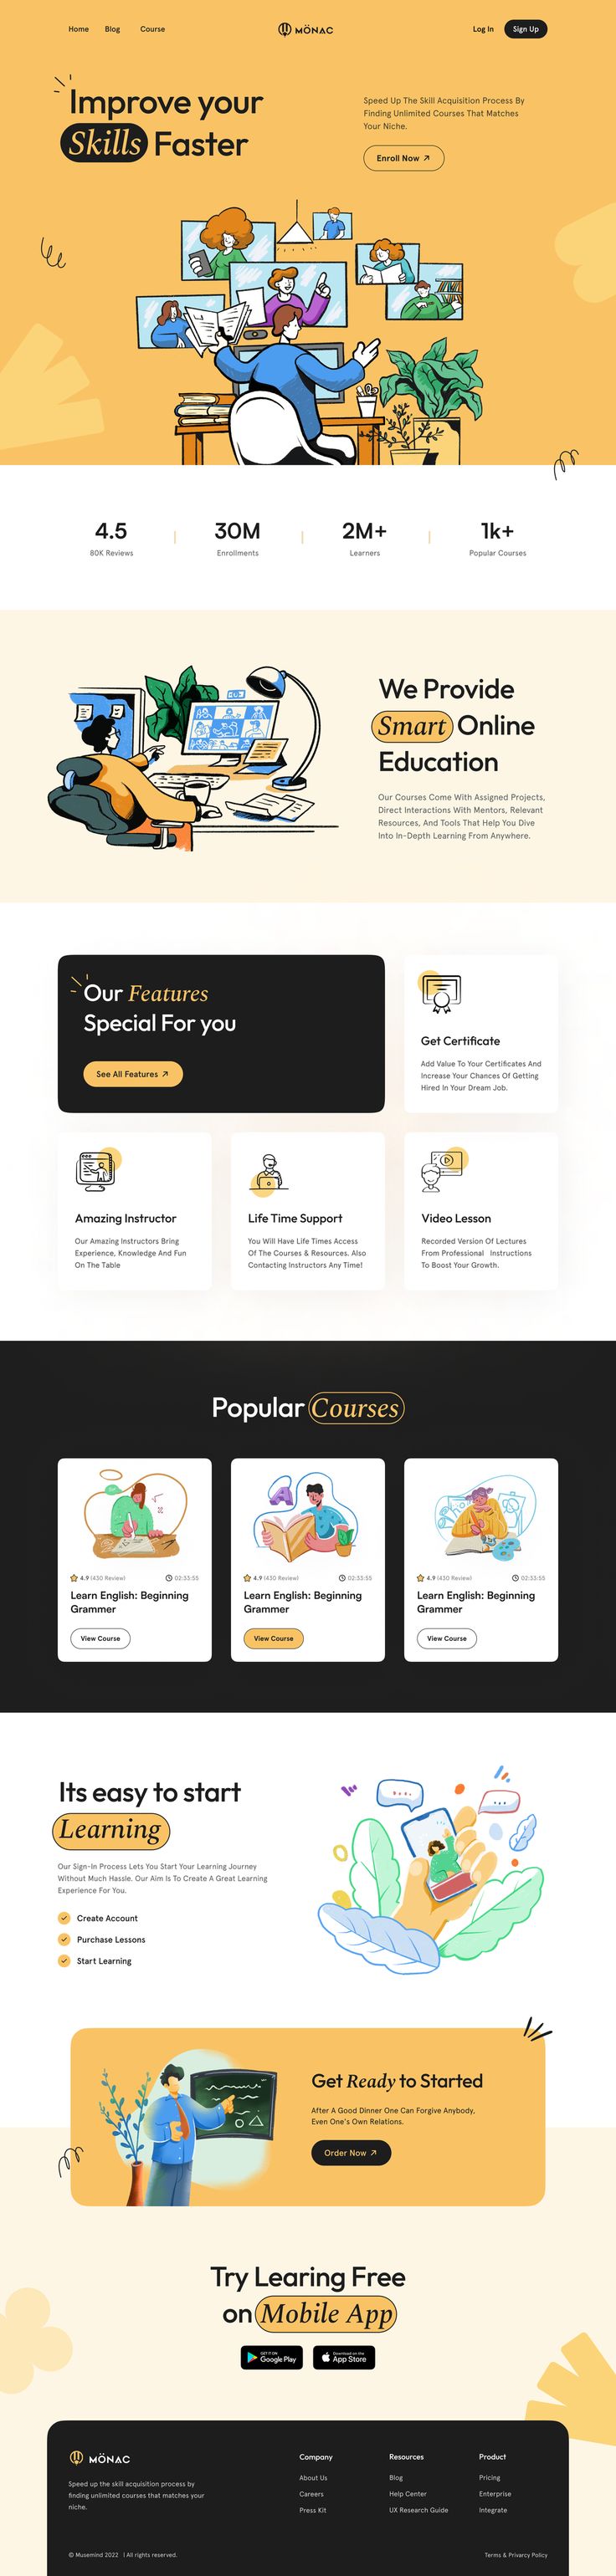 Home Blog Course
MÖNAC
Log In Sign Up
Improve your
Skills Faster
Speed Up The Skill Acquisition Process By
Finding Unlimited Courses That Matches
Your Niche.
Enroll Now
4.5
80K Reviews
30M
Enrollments
2M+
Learners
1k+
Popular Courses
We Provide
Smart Online
Education
Our Courses Come With Assigned Projects,
Direct Interactions With Mentors, Relevant
Resources, And Tools That Help You Dive
Into In-Depth Learning From Anywhere.
Our Features
Special For you
See All Features
Get Certificate
Add Value To Your Certificates And
Increase Your Chances Of Getting
Hired In Your Dream Job.
Amazing Instructor
Our Amazing Instructors Bring
Experience, Knowledge And Fun
On The Table
Life Time Support
You Will Have Life Times Access
Of The Courses & Resources. Also
Contacting Instructors Any Time!
Video Lesson
Recorded Version Of Lectures
From Professional Instructions
To Boost Your Growth.
Popular Courses
4.9 (430 Review) 02:33:55
Learn English: Beginning
Grammer
View Course
A
4.9 (430 Review) 02:33:55
Learn English: Beginning
Grammer
View Course
4.9 (430 Review) 02:33:55
Learn English: Beginning
Grammer
View Course
Its easy to start
Learning
Our Sign-In Process Lets You Start Your Learning Journey
Without Much Hassle. Our Aim Is To Create A Great Learning
Experience For You.
Create Account
Purchase Lessons
Start Learning
Get Ready to Started
After A Good Dinner One Can Forgive Anybody,
Even One's Own Relations.
Order Now
Try Learing Free
on Mobile App
GET IT ON
Google Play
Download on the
App Store
MÖNAC
Speed up the skill acquisition process by
finding unlimited courses that matches your
niche.
Company
About Us
Careers
Press Kit
Resources
Blog
Help Center
UX Research Guide
Product
Pricing
Enterprise
Integrate
© Musemind 2022 | All rights reserved.
Terms & Privarcy Policy